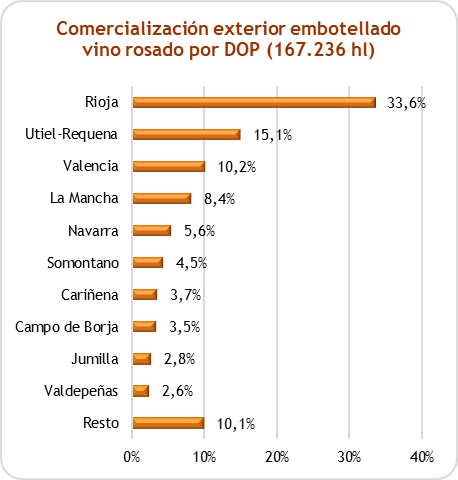 Comercialización exterior embotellado
vino rosado por DOP (167.236 hl)
Rioja 33,6%
Utiel-Requena 15,1%
Valencia 10,2%
La Mancha 8,4%
Navarra 5,6%
Somontano 4,5%
Cariñena 3,7%
Campo de Borja 3,5%
Jumilla 2,8%
Valdepeñas 2,6%
Resto 10,1%
0% 10% 20% 30% 40%